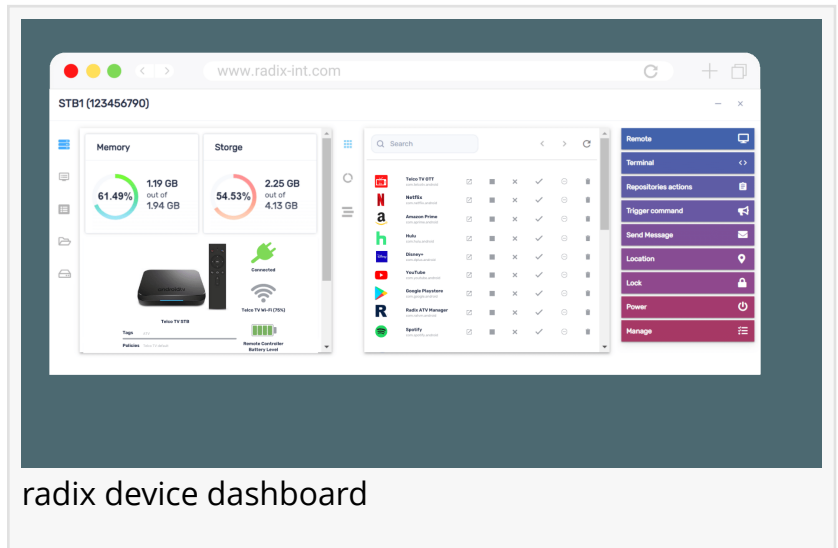 www.radix-int.com
STB1 (123456790)
Memory
Storge
61.49%
1.19 GB
out of
1.94 GB
54.53%
2.25 GB
out of
4.13 GB
Connected
Telco TV Wi-Fi (75%)
Telco TV STB
Tags
Policies
Remote Controller
Battery Level
Search
Telco TV OTT
Netflix
Amazon Prime
Hulu
Disney+
YouTube
Google Playstore
Radix ATV Manager
Spotify
Remote
Terminal
Repositories actions
Trigger command
Send Message
Location
Lock
Power
Manage
radix device dashboard